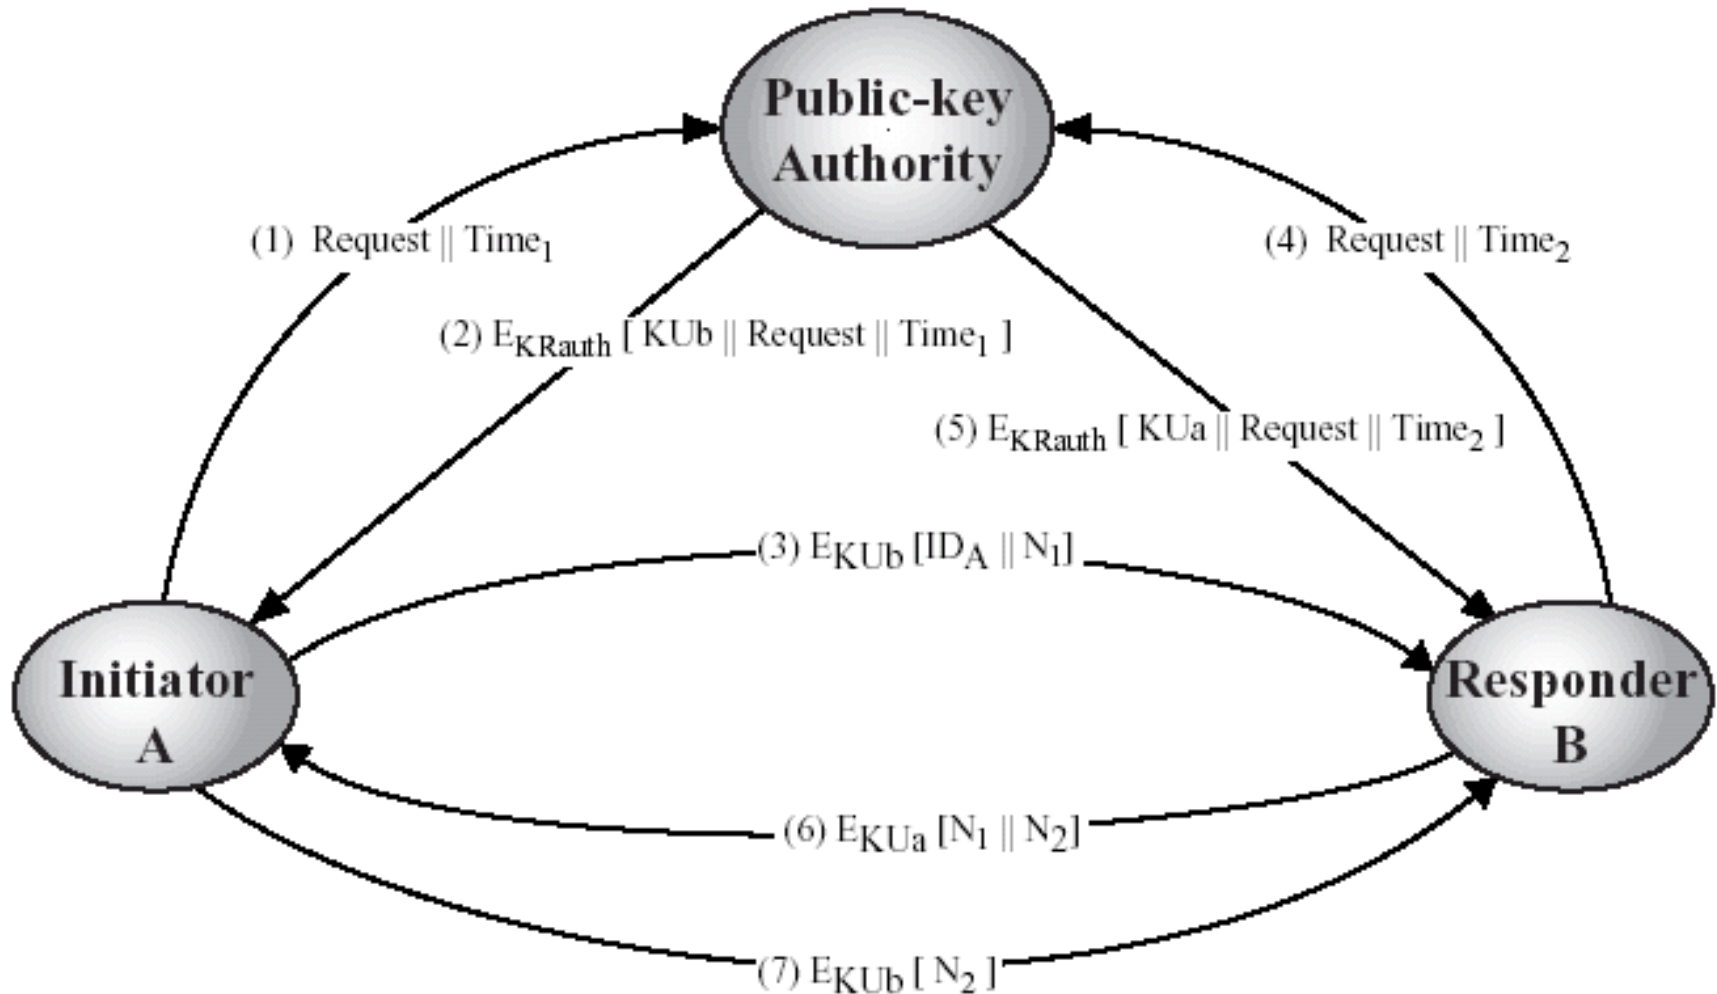 Public-key
Authority
(1) Request || Time1
(4) Request || Time2
(2) EKRauth [ KUb || Request || Time1 ]
(5) EKRauth [ KUa || Request || Time2 ]
(3) EKUb [IDA || N1]
Initiator
A
Responder
B
(6) EKUa [N1 || N2]
(7) EKUb [ N2 ]